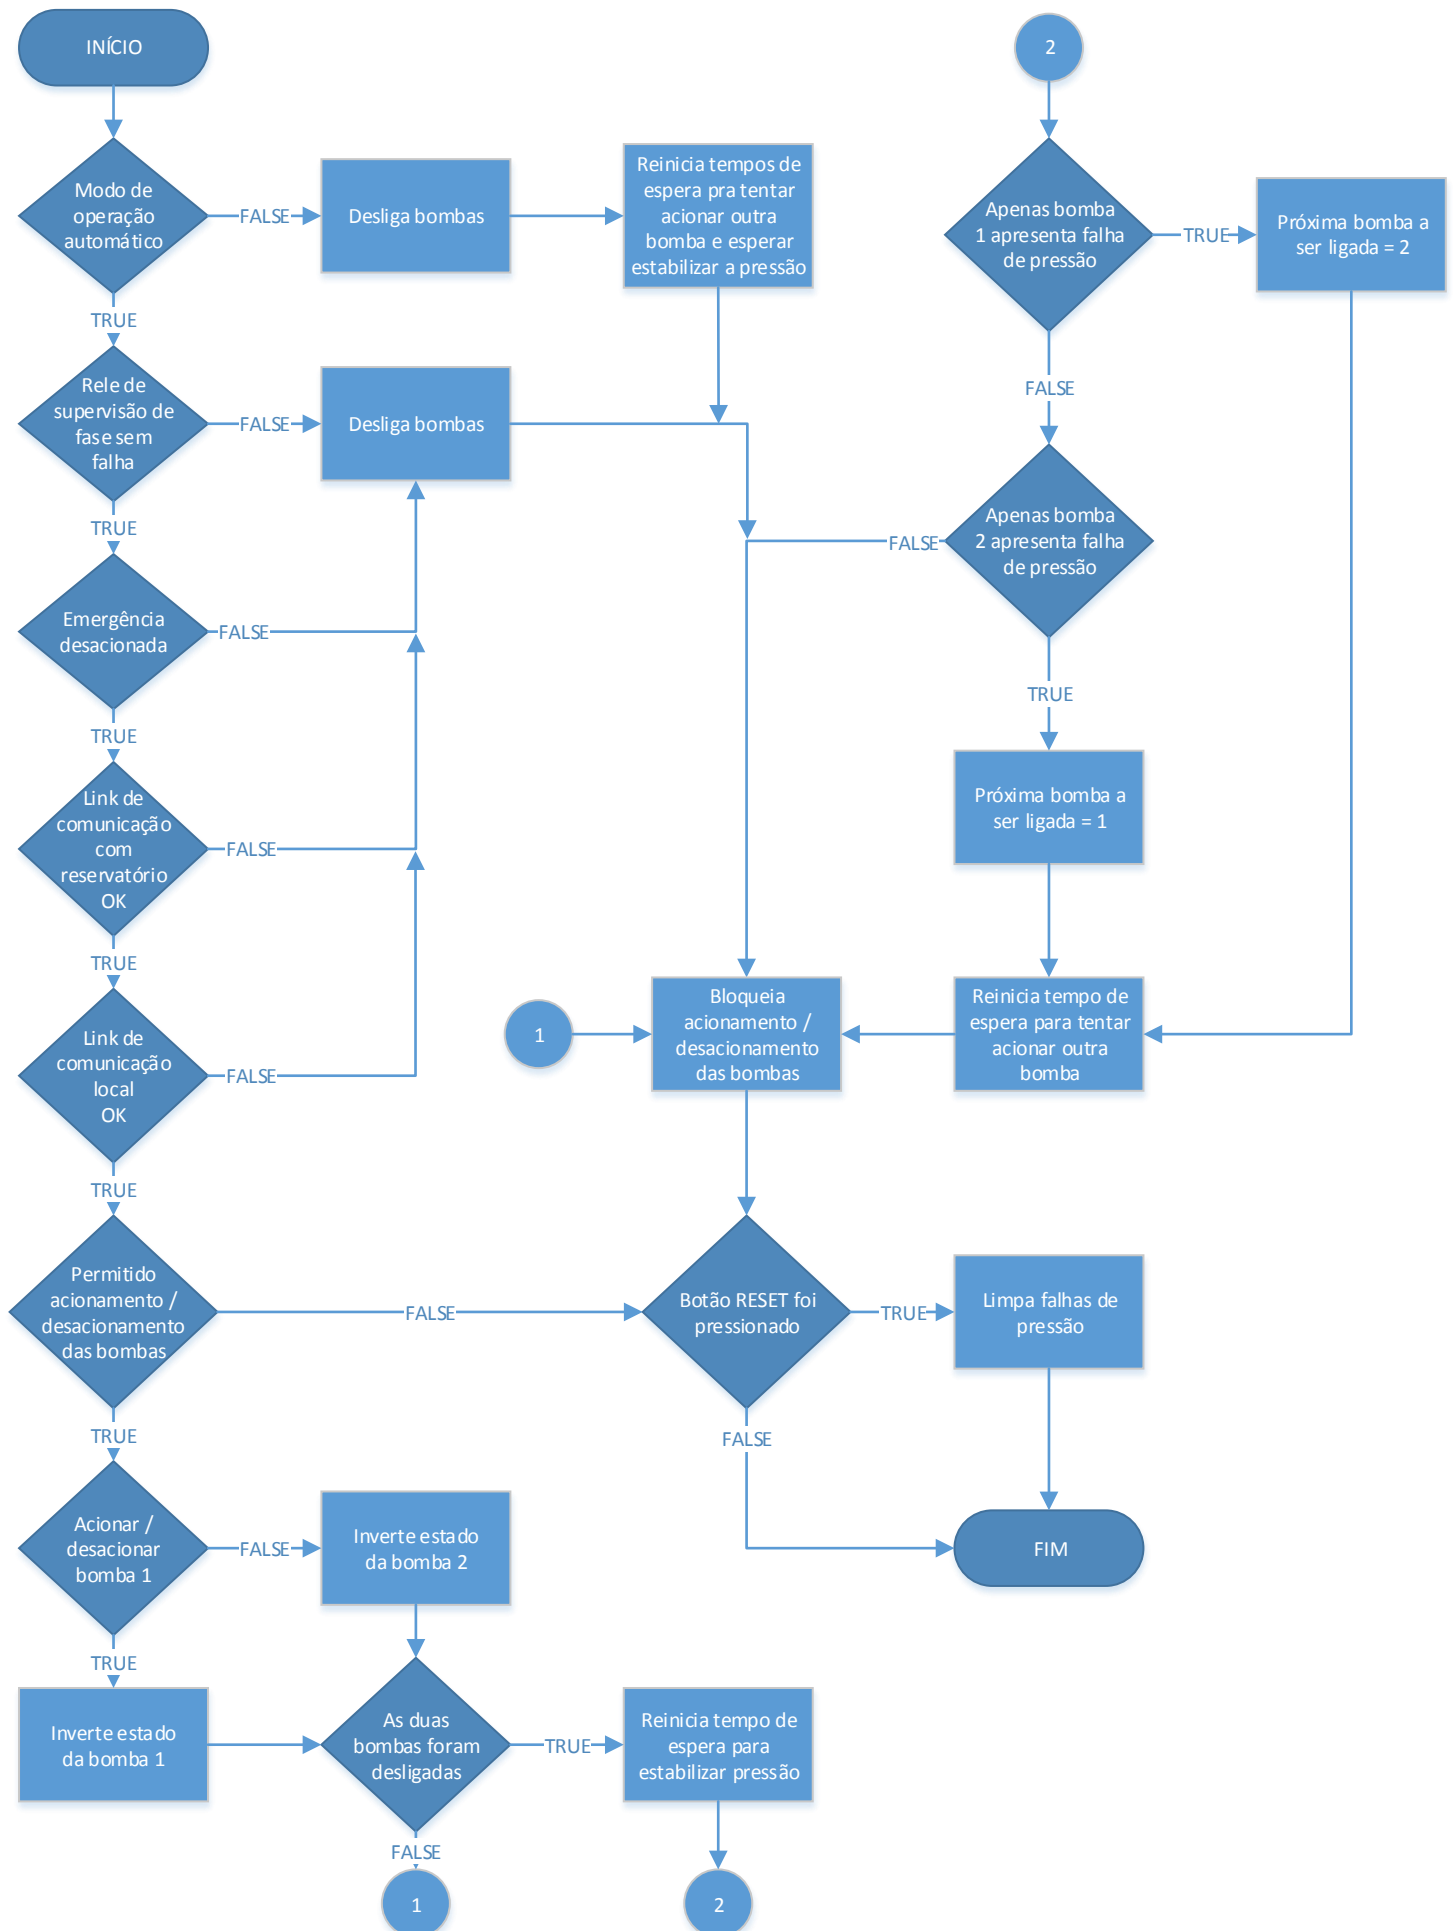 INÍCIO
2
Modo de
operação
automático
FALSE
Desliga bombas
Reinicia tempos de
espera pra tentar
acionar outra
bomba e esperar
estabilizar a pressão
Apenas bomba
1 apresenta falha
de pressão
TRUE
Próxima bomba a
ser ligada = 2
TRUE
FALSE
Rele de
supervisão de
fase sem
falha
FALSE
Desliga bombas
TRUE
Apenas bomba
2 apresenta falha
de pressão
FALSE
TRUE
Emergência
desacionada
FALSE
TRUE
Próxima bomba a
ser ligada = 1
Link de
comunicação
com
reservatório
OK
FALSE
TRUE
Link de
comunicação
local
OK
FALSE
1
Bloqueia
acionamento /
desacionamento
das bombas
Reinicia tempo de
espera para tentar
acionar outra
bomba
TRUE
Permitido
acionamento /
desacionamento
das bombas
FALSE
Botão RESET foi
pressionado
TRUE
Limpa falhas de
pressão
TRUE
FALSE
Acionar /
desacionar
bomba 1
FALSE
Inverte estado
da bomba 2
FIM
TRUE
Inverte estado
da bomba 1
As duas
bombas foram
desligadas
TRUE
Reinicia tempo de
espera para
estabilizar pressão
FALSE
1
2